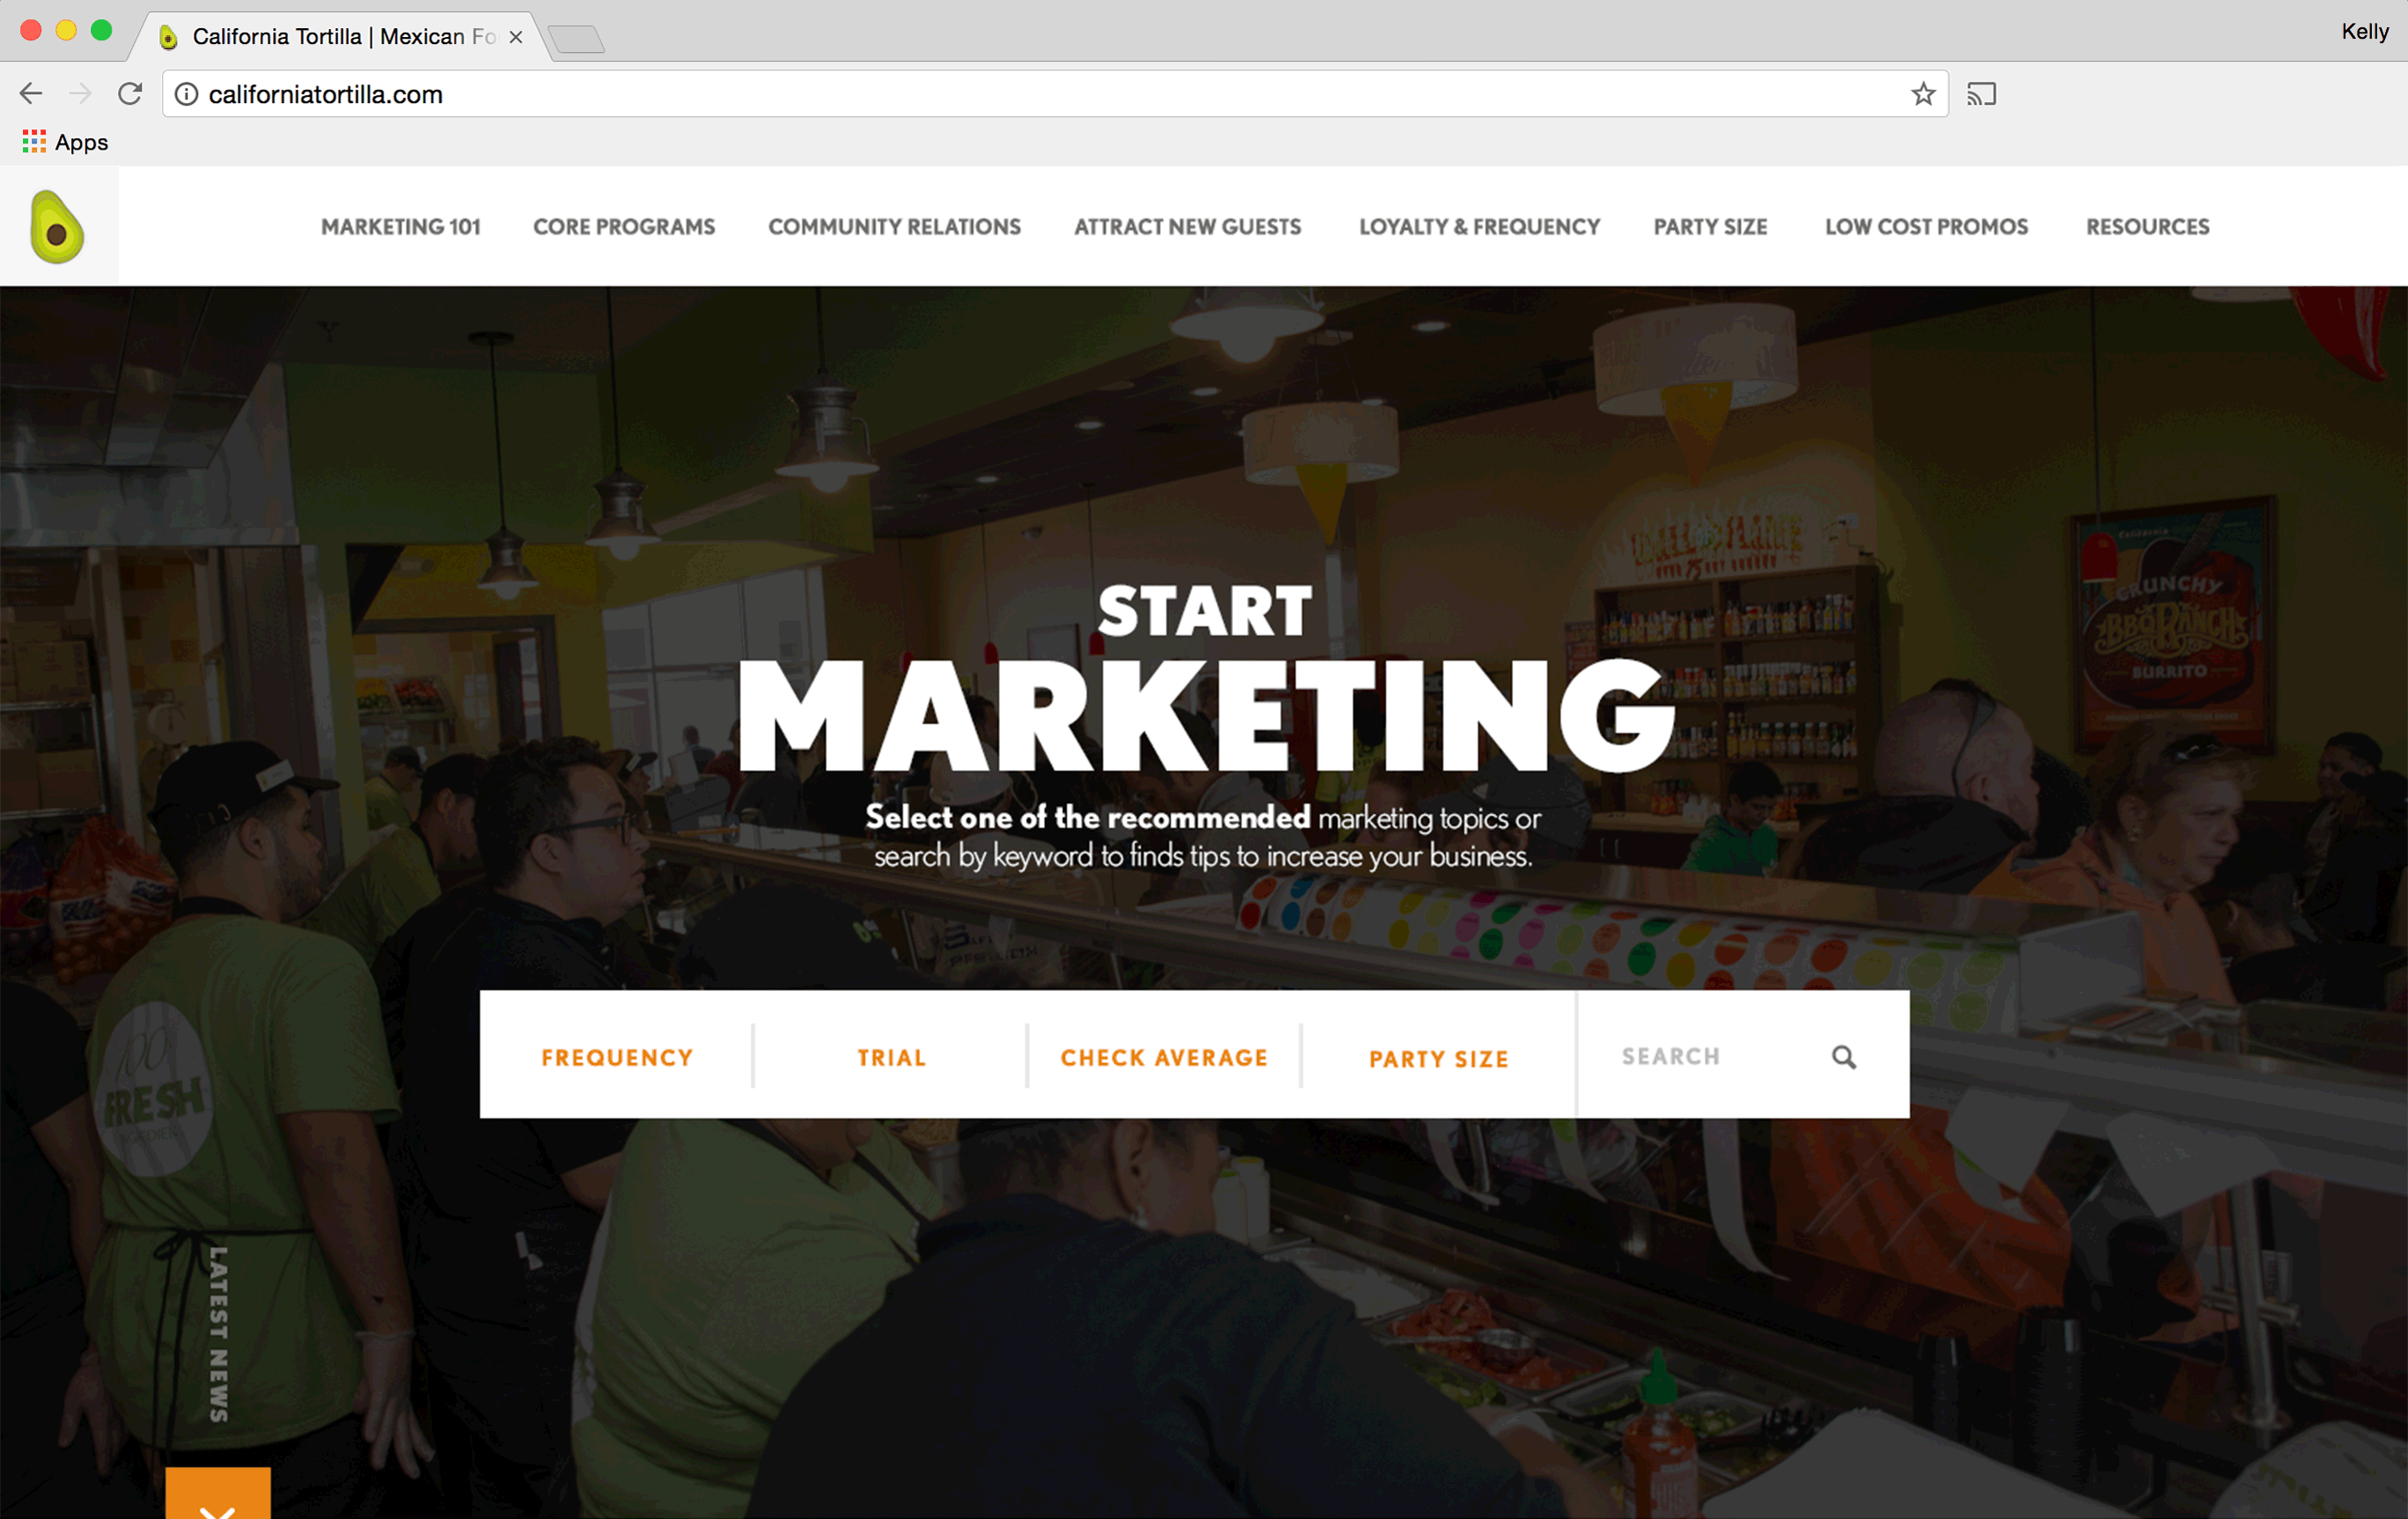 California Tortilla | Mexican Fo
Kelly
californiatortilla.com
Apps
MARKETING 101
CORE PROGRAMS
COMMUNITY RELATIONS
ATTRACT NEW GUESTS
LOYALTY & FREQUENCY
PARTY SIZE
LOW COST PROMOS
RESOURCES
California
CRUNCHY
BBQ RANCH
BURRITO
START
MARKETING
Select one of the recommended marketing topics or
search by keyword to finds tips to increase your business.
FREQUENCY
TRIAL
CHECK AVERAGE
PARTY SIZE
SEARCH
100%
FRESH
LATEST NEWS